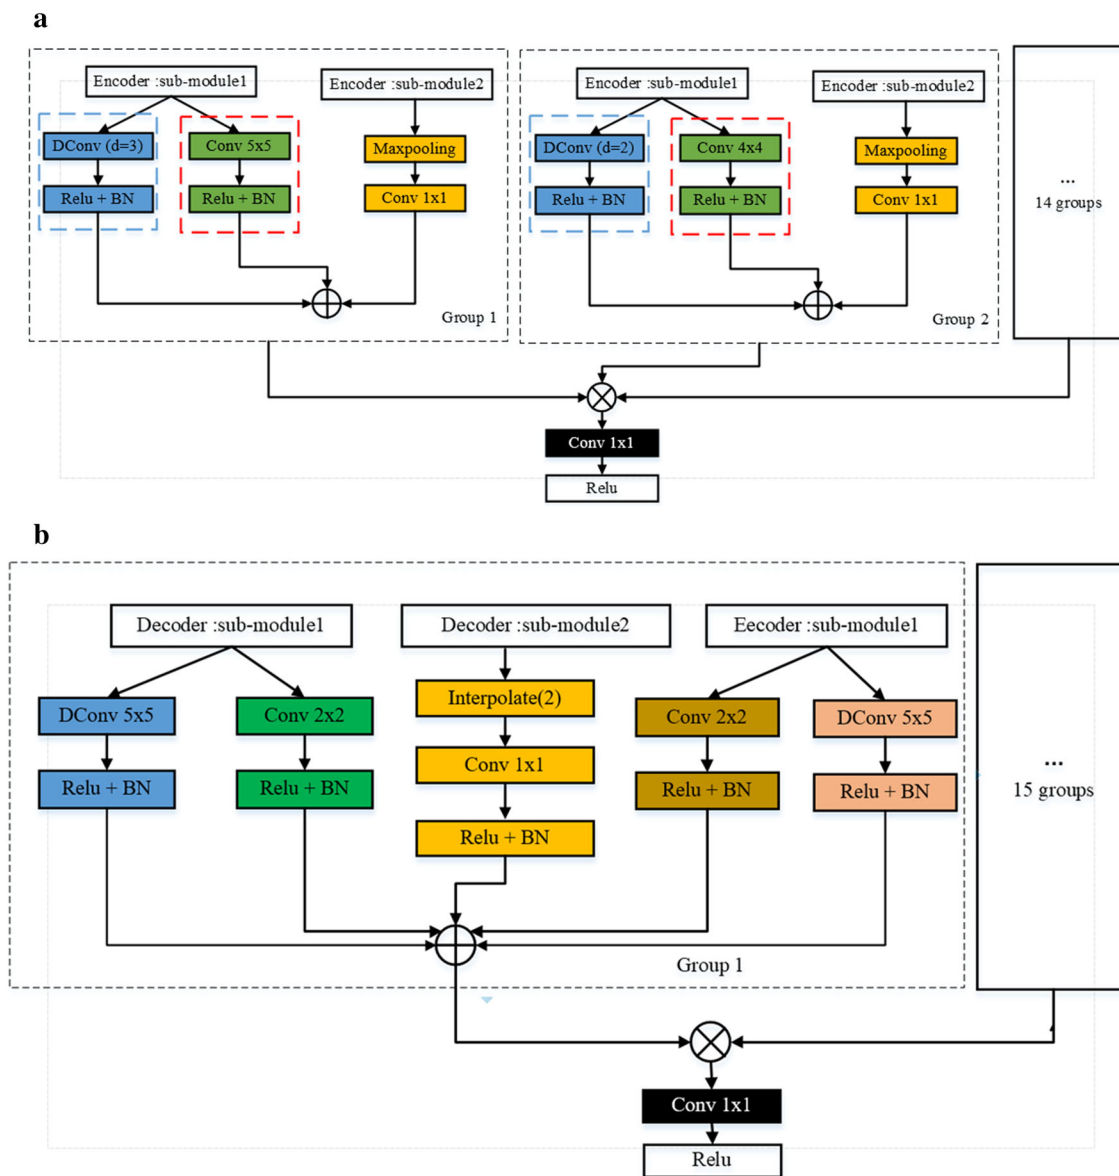 a
Encoder :sub-module1
Encoder :sub-module2
Encoder :sub-module1
Encoder :sub-module2
DConv (d=3)
Conv 5x5
Maxpooling
DConv (d=2)
Conv 4x4
Maxpooling
...
Relu + BN
Relu + BN
Conv 1x1
Relu + BN
Relu + BN
Conv 1x1
14 groups
Group 1
Group 2
Conv 1x1
Relu
b
Decoder :sub-module1
Decoder :sub-module2
Eecoder :sub-module1
DConv 5x5
Conv 2x2
Interpolate(2)
Conv 2x2
DConv 5x5
Conv 1x1
...
Relu + BN
Relu + BN
Relu + BN
Relu + BN
15 groups
Relu + BN
Group 1
Conv 1x1
Relu